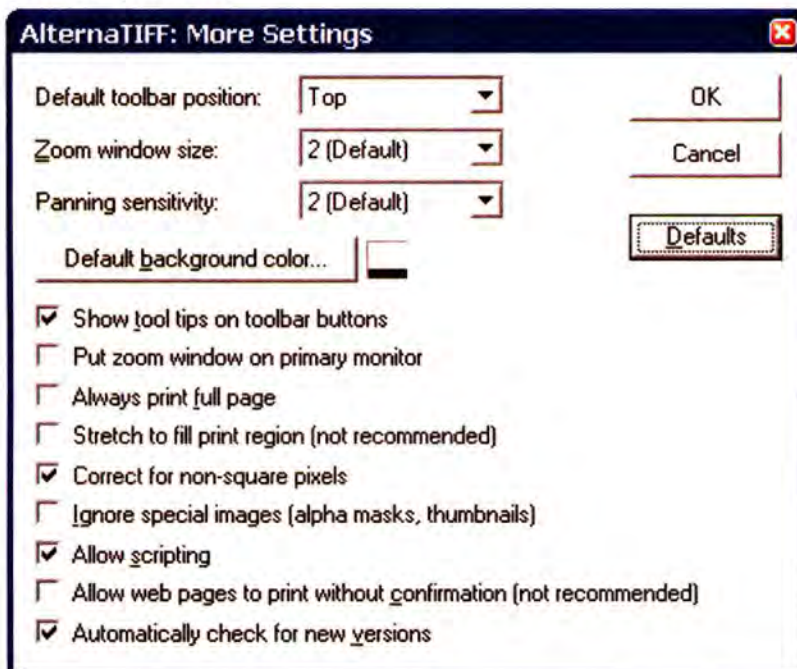 AlternaTIFF: More Settings
Default toolbar position: Top OK
Zoom window size: 2 (Default) Cancel
Panning sensitivity: 2 (Default)
Defaults
Default background color...
Show tool tips on toolbar buttons
Put zoom window on primary monitor
Always print full page
Stretch to fill print region (not recommended)
Correct for non-square pixels
Ignore special images (alpha masks, thumbnails)
Allow scripting
Allow web pages to print without confirmation (not recommended)
Automatically check for new versions